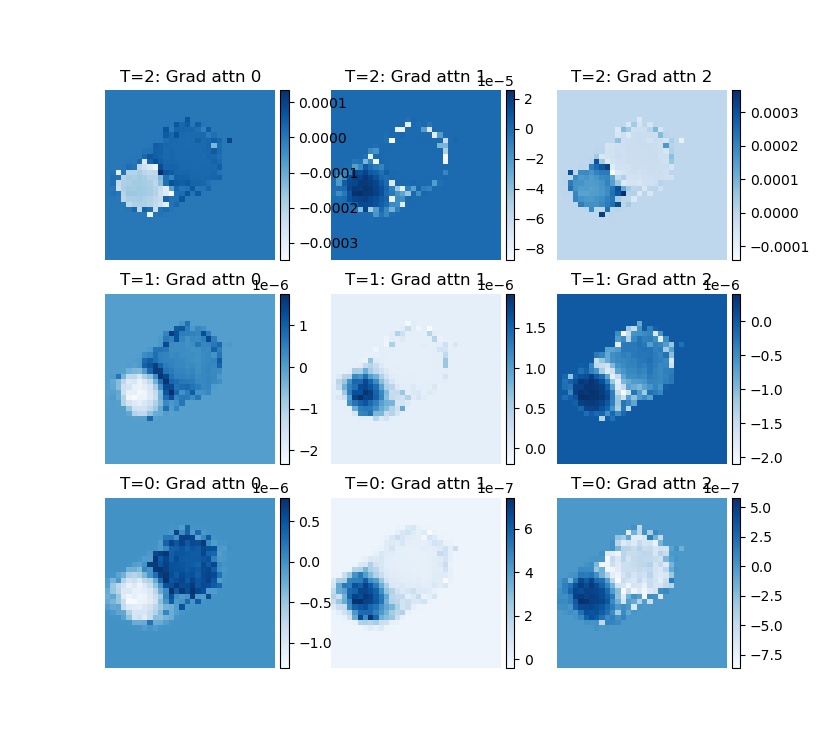 T=2: Grad attn 0
0.0001
0.0000
−0.0001
−0.0002
−0.0003
T=2: Grad attn 1
1e−5
2
0
−2
−4
−6
−8
T=2: Grad attn 2
0.0003
0.0002
0.0001
0.0000
−0.0001
T=1: Grad attn 0
1e−6
1
0
−1
−2
T=1: Grad attn 1
1e−6
1.5
1.0
0.5
0.0
T=1: Grad attn 2
1e−6
0.0
−0.5
−1.0
−1.5
−2.0
T=0: Grad attn 0
1e−6
0.5
0.0
−0.5
−1.0
T=0: Grad attn 1
1e−7
6
4
2
0
T=0: Grad attn 2
1e−7
5.0
2.5
0.0
−2.5
−5.0
−7.5